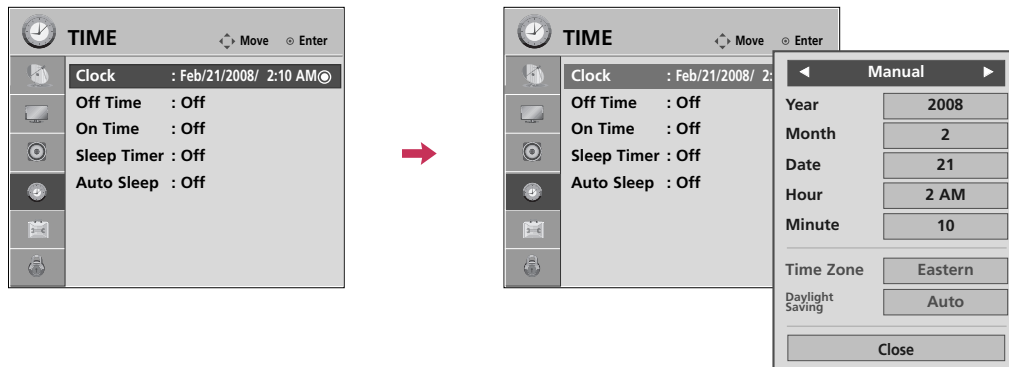 TIME
Move Enter
Clock : Feb/21/2008/ 2:10 AM
Off Time : Off
On Time : Off
Sleep Timer : Off
Auto Sleep : Off
TIME
Move Enter
Clock : Feb/21/2008/ 2:
Off Time : Off
On Time : Off
Sleep Timer : Off
Auto Sleep : Off
Manual
Year 2008
Month 2
Date 21
Hour 2 AM
Minute 10
Time Zone Eastern
Daylight
Saving Auto
Close